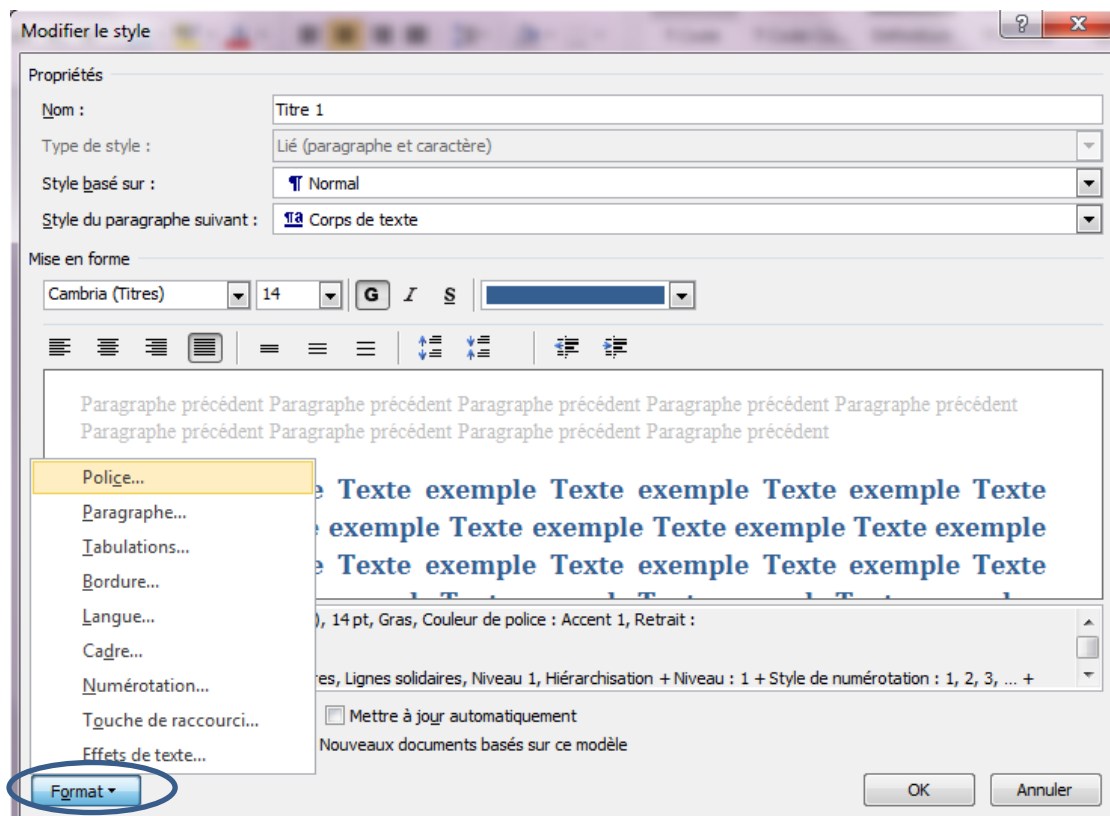 Modifier le style
Propriétés
Nom : Titre 1
Type de style : Lié (paragraphe et caractère)
Style basé sur : ¶ Normal
Style du paragraphe suivant : ¶a Corps de texte
Mise en forme
Cambria (Titres) 14 G I S
Paragraphe précédent Paragraphe précédent Paragraphe précédent Paragraphe précédent Paragraphe précédent
Paragraphe précédent Paragraphe précédent Paragraphe précédent Paragraphe précédent
Texte exemple Texte exemple Texte exemple Texte
exemple Texte exemple Texte exemple Texte exemple
Texte exemple Texte exemple Texte exemple Texte
), 14 pt, Gras, Couleur de police : Accent 1, Retrait :
res, Lignes solidaires, Niveau 1, Hiérarchisation + Niveau : 1 + Style de numérotation : 1, 2, 3, ... +
Mettre à jour automatiquement
Nouveaux documents basés sur ce modèle
Police...
Paragraphe...
Tabulations...
Bordure...
Langue...
Cadre...
Numérotation...
Touche de raccourci...
Effets de texte...
Format
OK
Annuler